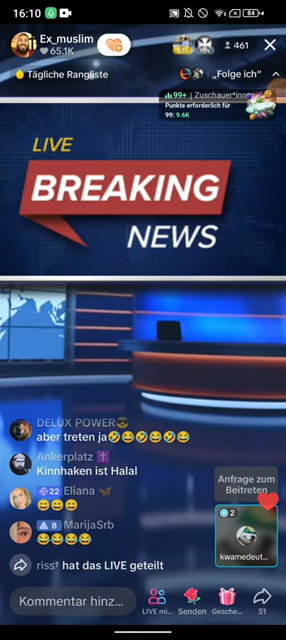 16:10
84
Ex_muslim
65.1K
461
Tägliche Rangliste
„Folge ich“
99+ | Zuschauer*innen
Punkte erforderlich für
99: 9.6K
LIVE
BREAKING
NEWS
DELUX POWER😎
aber treten ja🤣😂🤣😂🤣😂
Ankerplatz ✝️
Kinnhaken ist Halal
22 Eliana 🦋
😄😄😄
8 MarijaSrb
😂😂😂😂
risst hat das LIVE geteilt
Anfrage zum
Beitreten
2
kwamedeut...
Kommentar hinz...
LIVE mi...
Senden
Gesche...
51